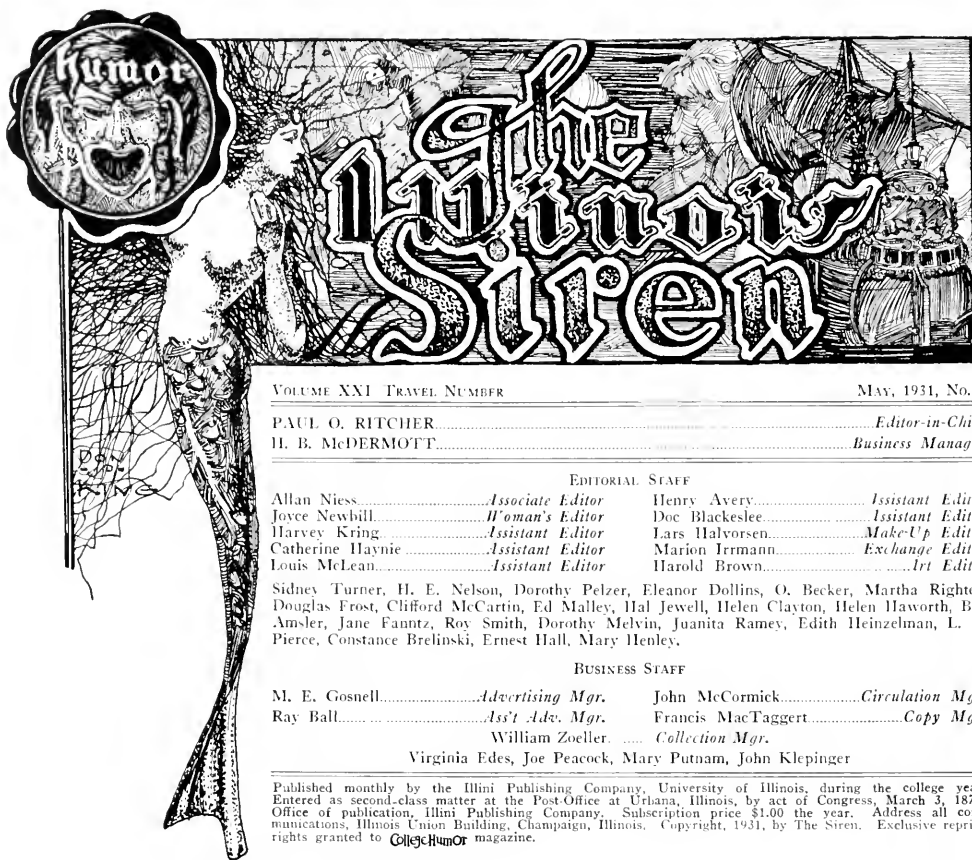 Humor
The
Illinois
Siren
DON
KING
VOLUME XXI TRAVEL NUMBER MAY, 1931, No.
PAUL O. RITCHER Editor-in-Chi
H. B. McDERMOTT Business Manag
EDITORIAL STAFF
Allan Niess Associate Editor Henry Avery Assistant Edit
Joyce Newbill Woman's Editor Doc Blackeslee Assistant Edit
Harvey Kring Assistant Editor Lars Halvorsen Make-Up Edit
Catherine Haynie Assistant Editor Marion Irrmann Exchange Edit
Louis McLean Assistant Editor Harold Brown Art Edit
Sidney Turner, H. E. Nelson, Dorothy Pelzer, Eleanor Dollins, O. Becker, Martha Righte
Douglas Frost, Clifford McCartin, Ed Malley, Hal Jewell, Helen Clayton, Helen Haworth, B
Amsler, Jane Fanntz, Roy Smith, Dorothy Melvin, Juanita Ramey, Edith Heinzelman, L.
Pierce, Constance Brelinski, Ernest Hall, Mary Henley.
BUSINESS STAFF
M. E. Gosnell Advertising Mgr. John McCormick Circulation Mg
Ray Ball Ass't Adv. Mgr. Francis MacTaggert Copy Mg
William Zoeller Collection Mgr.
Virginia Edes, Joe Peacock, Mary Putnam, John Klepinger
Published monthly by the Illini Publishing Company, University of Illinois, during the college yea
Entered as second-class matter at the Post-Office at Urbana, Illinois, by act of Congress, March 3, 187
Office of publication, Illini Publishing Company. Subscription price $1.00 the year. Address all co
munications, Illinois Union Building, Champaign, Illinois. Copyright, 1931, by The Siren. Exclusive repri
rights granted to College Humor magazine.